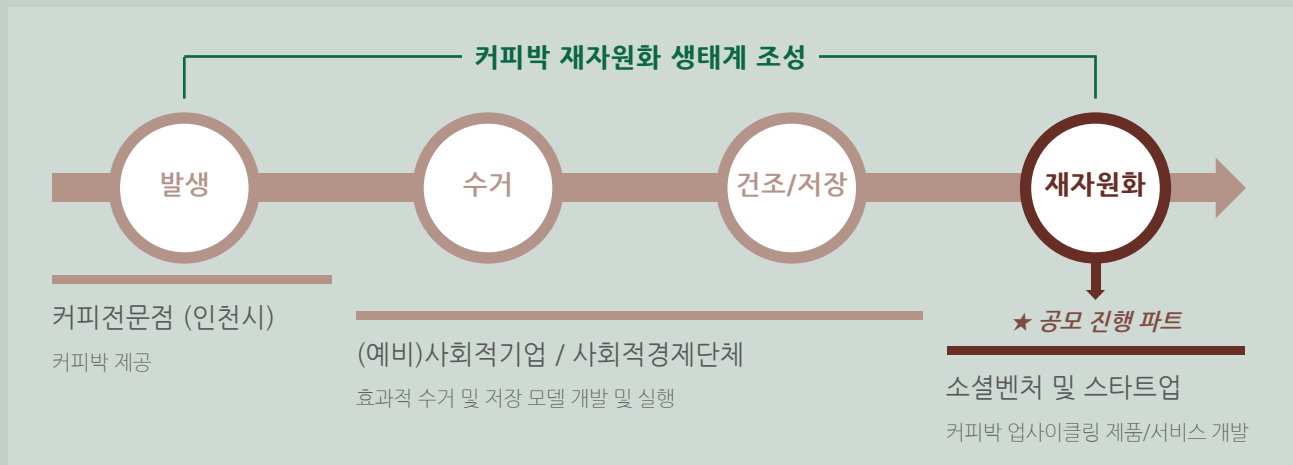 커피박 재자원화 생태계 조성
발생
수거
건조/저장
재자원화
커피전문점 (인천시)
커피박 제공
(예비)사회적기업 / 사회적경제단체
효과적 수거 및 저장 모델 개발 및 실행
★ 공모 진행 파트
소셜벤처 및 스타트업
커피박 업사이클링 제품/서비스 개발